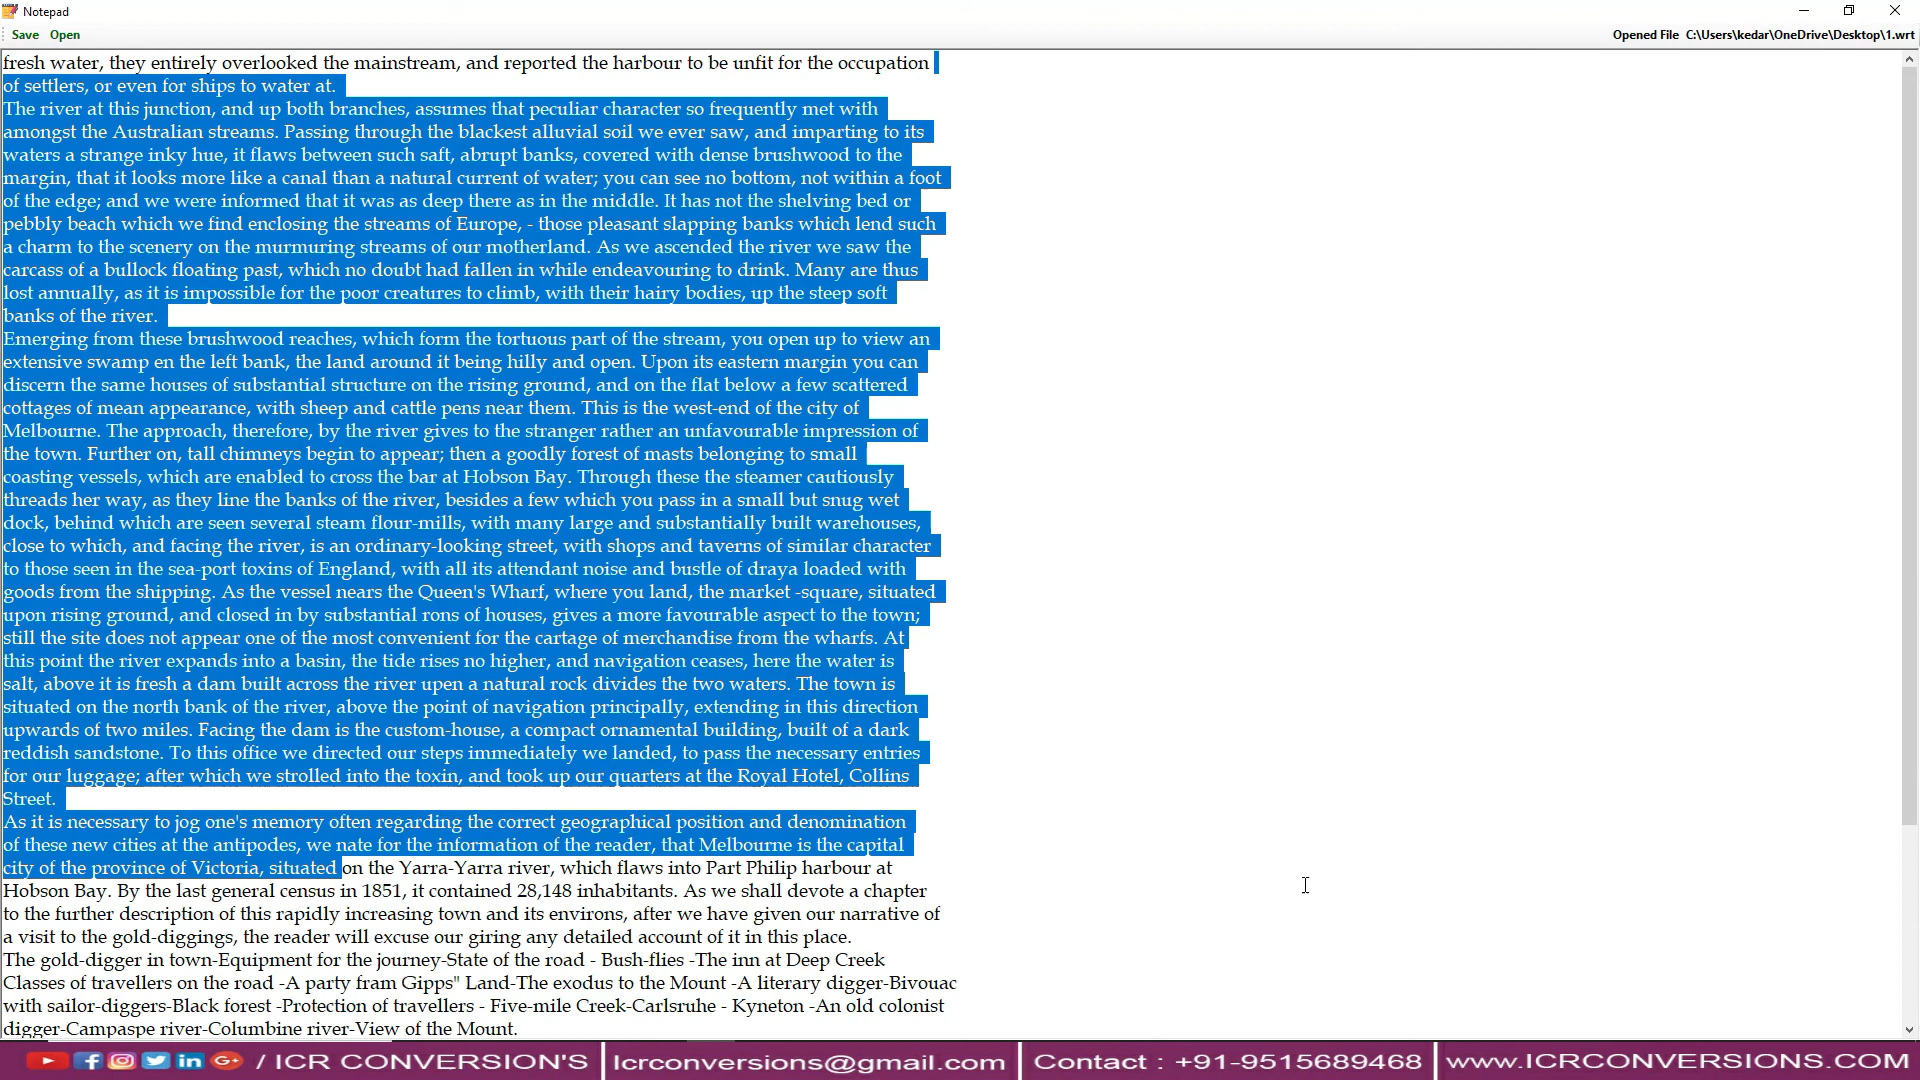 Notepad
Save Open Opened File C:\Users\kedar\OneDrive\Desktop\1.wrt
fresh water, they entirely overlooked the mainstream, and reported the harbour to be unfit for the occupation
of settlers, or even for ships to water at.
The river at this junction, and up both branches, assumes that peculiar character so frequently met with
amongst the Australian streams. Passing through the blackest alluvial soil we ever saw, and imparting to its
waters a strange inky hue, it flaws between such saft, abrupt banks, covered with dense brushwood to the
margin, that it looks more like a canal than a natural current of water; you can see no bottom, not within a foot
of the edge; and we were informed that it was as deep there as in the middle. It has not the shelving bed or
pebbly beach which we find enclosing the streams of Europe, - those pleasant slapping banks which lend such
a charm to the scenery on the murmuring streams of our motherland. As we ascended the river we saw the
carcass of a bullock floating past, which no doubt had fallen in while endeavouring to drink. Many are thus
lost annually, as it is impossible for the poor creatures to climb, with their hairy bodies, up the steep soft
banks of the river.
Emerging from these brushwood reaches, which form the tortuous part of the stream, you open up to view an
extensive swamp en the left bank, the land around it being hilly and open. Upon its eastern margin you can
discern the same houses of substantial structure on the rising ground, and on the flat below a few scattered
cottages of mean appearance, with sheep and cattle pens near them. This is the west-end of the city of
Melbourne. The approach, therefore, by the river gives to the stranger rather an unfavourable impression of
the town. Further on, tall chimneys begin to appear; then a goodly forest of masts belonging to small
coasting vessels, which are enabled to cross the bar at Hobson Bay. Through these the steamer cautiously
threads her way, as they line the banks of the river, besides a few which you pass in a small but snug wet
dock, behind which are seen several steam flour-mills, with many large and substantially built warehouses,
close to which, and facing the river, is an ordinary-looking street, with shops and taverns of similar character
to those seen in the sea-port toxins of England, with all its attendant noise and bustle of draya loaded with
goods from the shipping. As the vessel nears the Queen's Wharf, where you land, the market -square, situated
upon rising ground, and closed in by substantial rons of houses, gives a more favourable aspect to the town;
still the site does not appear one of the most convenient for the cartage of merchandise from the wharfs. At
this point the river expands into a basin, the tide rises no higher, and navigation ceases, here the water is
salt, above it is fresh a dam built across the river upen a natural rock divides the two waters. The town is
situated on the north bank of the river, above the point of navigation principally, extending in this direction
upwards of two miles. Facing the dam is the custom-house, a compact ornamental building, built of a dark
reddish sandstone. To this office we directed our steps immediately we landed, to pass the necessary entries
for our luggage; after which we strolled into the toxin, and took up our quarters at the Royal Hotel, Collins
Street.
As it is necessary to jog one's memory often regarding the correct geographical position and denomination
of these new cities at the antipodes, we nate for the information of the reader, that Melbourne is the capital
city of the province of Victoria, situated on the Yarra-Yarra river, which flaws into Part Philip harbour at
Hobson Bay. By the last general census in 1851, it contained 28,148 inhabitants. As we shall devote a chapter
to the further description of this rapidly increasing town and its environs, after we have given our narrative of
a visit to the gold-diggings, the reader will excuse our giring any detailed account of it in this place.
The gold-digger in town-Equipment for the journey-State of the road - Bush-flies -The inn at Deep Creek
Classes of travellers on the road -A party fram Gipps" Land-The exodus to the Mount -A literary digger-Bivouac
with sailor-diggers-Black forest -Protection of travellers - Five-mile Creek-Carlsruhe - Kyneton -An old colonist
digger-Campaspe river-Columbine river-View of the Mount.
/ ICR CONVERSION'S Icrconversions@gmail.com Contact : +91-9515689468 www.ICRCONVERSIONS.COM